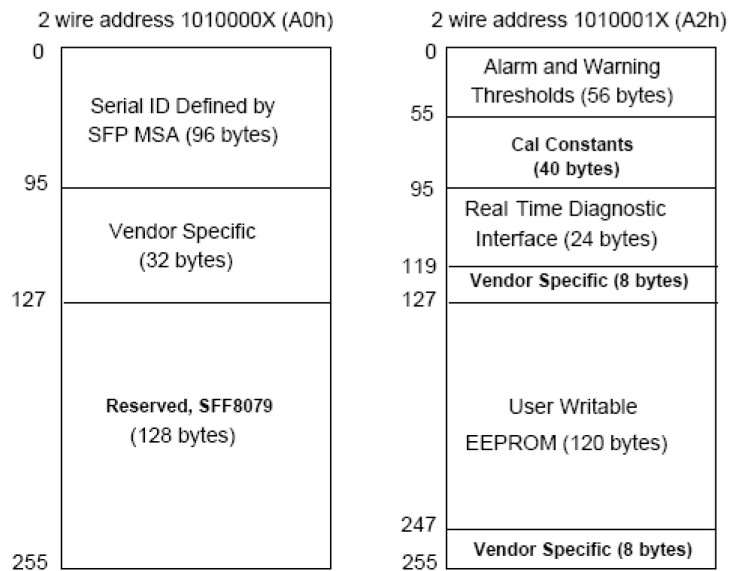 2 wire address 1010000X (A0h)
0
Serial ID Defined by
SFP MSA (96 bytes)
95
Vendor Specific
(32 bytes)
127
Reserved, SFF8079
(128 bytes)
255
2 wire address 1010001X (A2h)
0
Alarm and Warning
Thresholds (56 bytes)
55
Cal Constants
(40 bytes)
95
Real Time Diagnostic
Interface (24 bytes)
119
Vendor Specific (8 bytes)
127
User Writable
EEPROM (120 bytes)
247
Vendor Specific (8 bytes)
255